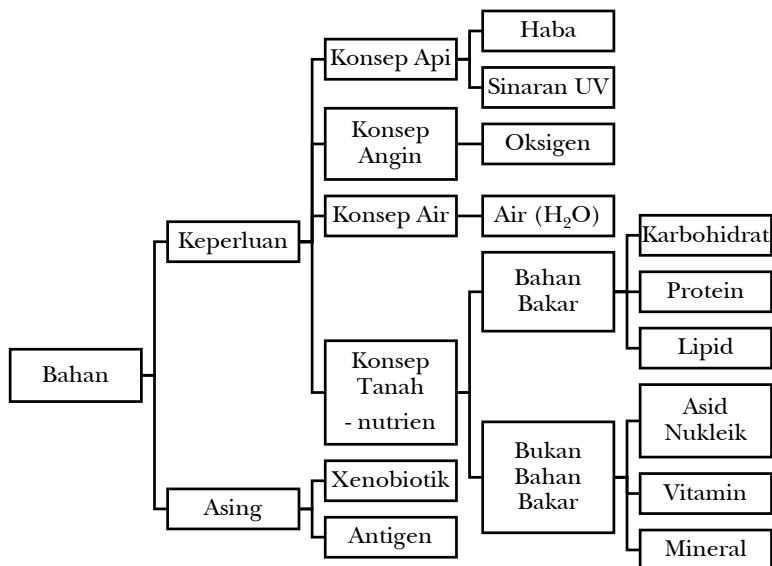 Bahan
Keperluan
Konsep Api
Haba
Sinaran UV
Konsep
Angin
Oksigen
Konsep Air
Air (H₂O)
Konsep
Tanah
- nutrien
Bahan
Bakar
Karbohidrat
Protein
Lipid
Bukan
Bahan
Bakar
Asid
Nukleik
Vitamin
Mineral
Asing
Xenobiotik
Antigen